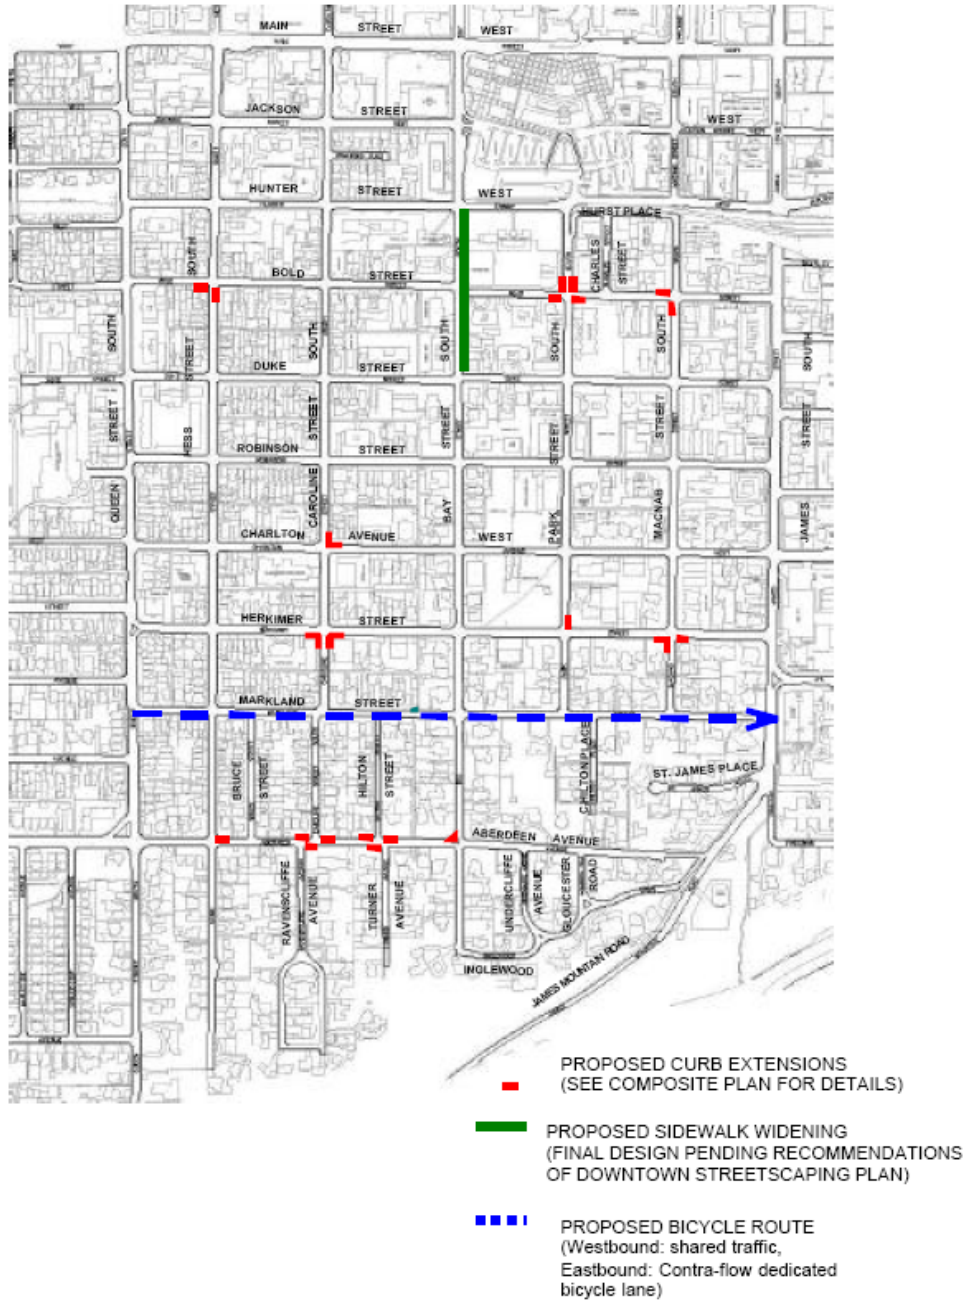 MAIN STREET WEST
JACKSON STREET WEST
HUNTER STREET WEST
HURST PLACE
CHARLES STREET
BOLD STREET
SOUTH
SOUTH
SOUTH
SOUTH
SOUTH
SOUTH
SOUTH
DUKE STREET
STREET
HESS
STREET
STREET
STREET
STREET
STREET
STREET
ROBINSON STREET
QUEEN
CAROLINE
BAY
PARK
MACNAB
JAMES
CHARLTON AVENUE WEST
HERKIMER STREET
MARKLAND STREET
BRUCE STREET
HILTON STREET
CHILTON PLACE
ST. JAMES PLACE
ABERDEEN AVENUE
RAVENSCLIFFE AVENUE
TURNER AVENUE
UNDERCLIFFE AVENUE
GLOUCESTER ROAD
INGLEWOOD
JAMES MOUNTAIN ROAD
PROPOSED CURB EXTENSIONS
(SEE COMPOSITE PLAN FOR DETAILS)
PROPOSED SIDEWALK WIDENING
(FINAL DESIGN PENDING RECOMMENDATIONS
OF DOWNTOWN STREETSCAPING PLAN)
PROPOSED BICYCLE ROUTE
(Westbound: shared traffic,
Eastbound: Contra-flow dedicated
bicycle lane)